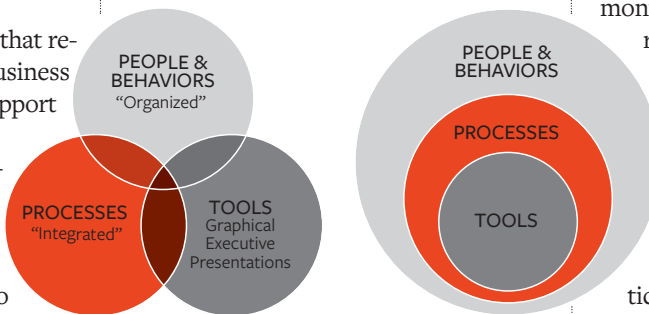 that re-
usiness
pport
PEOPLE &
BEHAVIORS
“Organized”
PROCESSES
“Integrated”
TOOLS
Graphical
Executive
Presentations
PEOPLE &
BEHAVIORS
PROCESSES
TOOLS
mon
tic